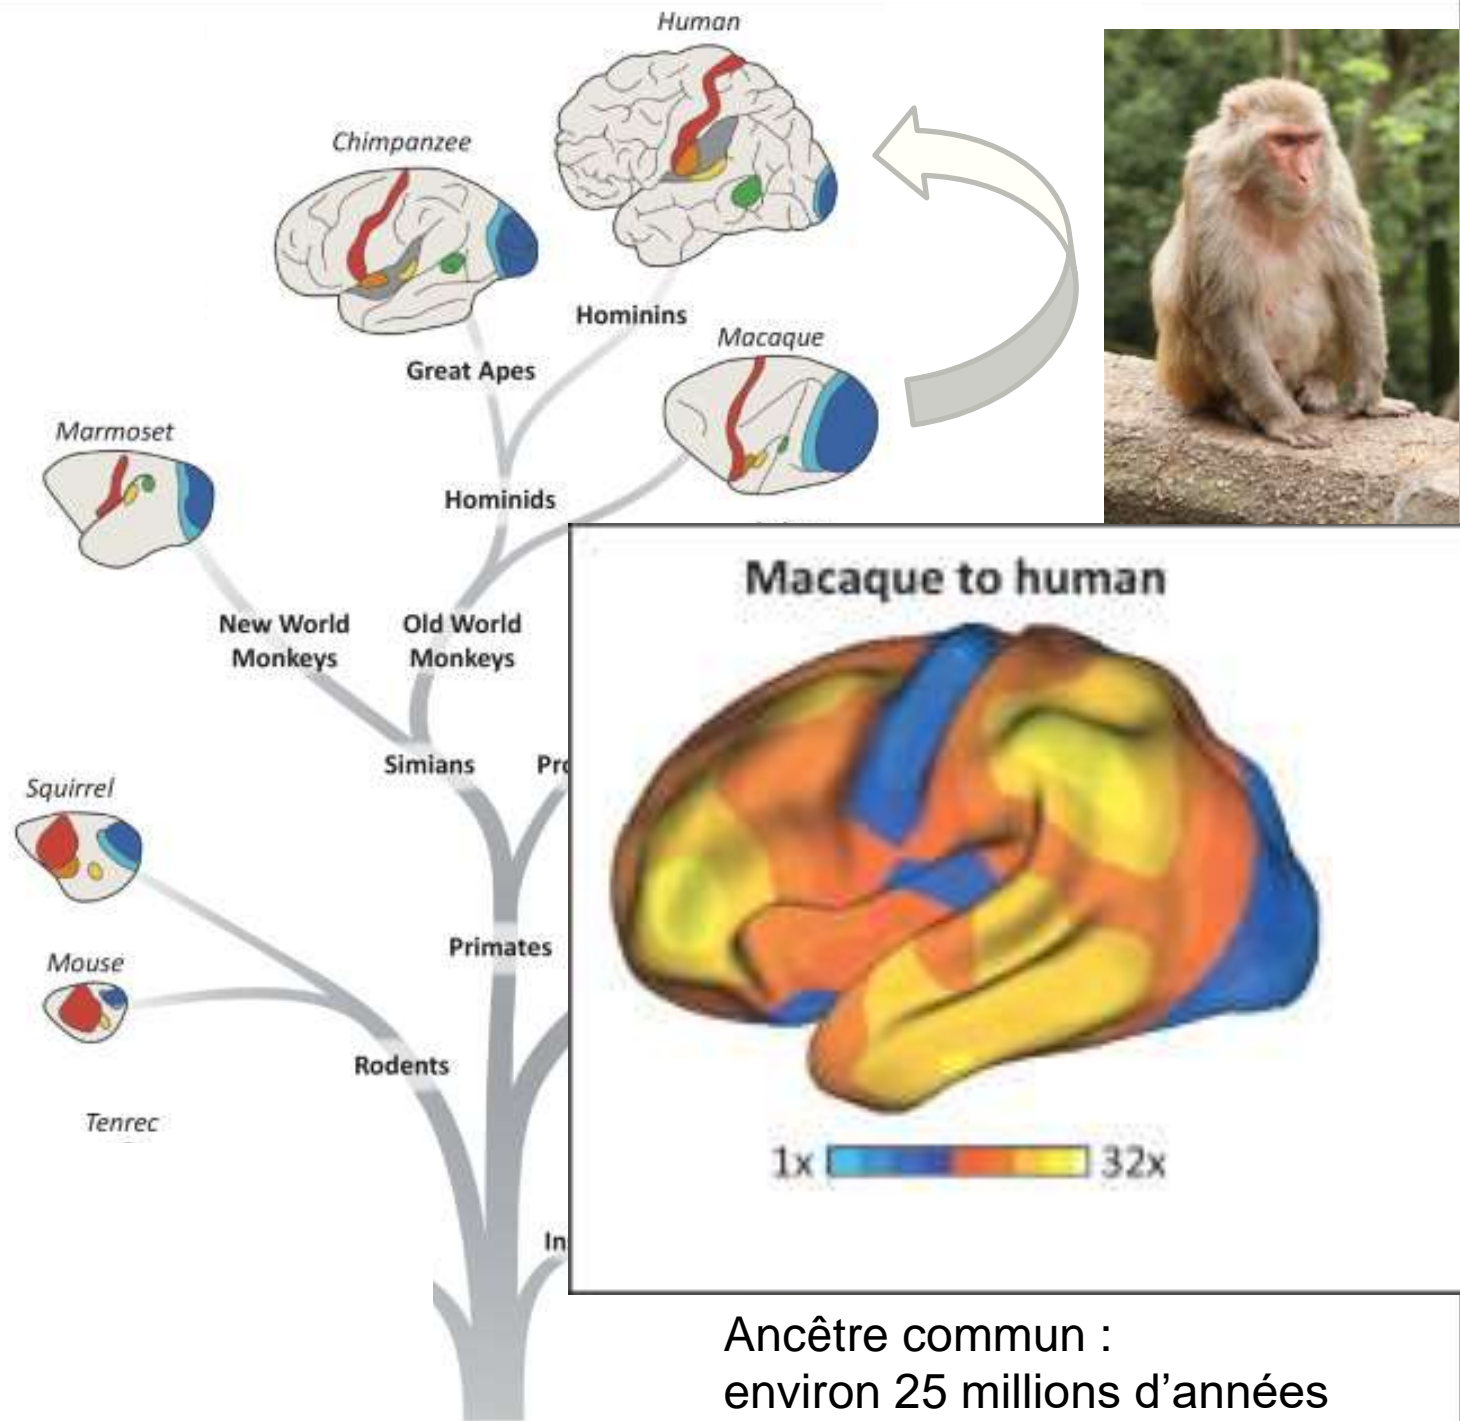 Human
Chimpanzee
Hominins
Macaque
Great Apes
Marmoset
Hominids
Macaque to human
New World
Monkeys
Old World
Monkeys
Simians
Squirrel
Primates
Mouse
Rodents
Tenrec
1x
32x
Ancêtre commun :
environ 25 millions d’années